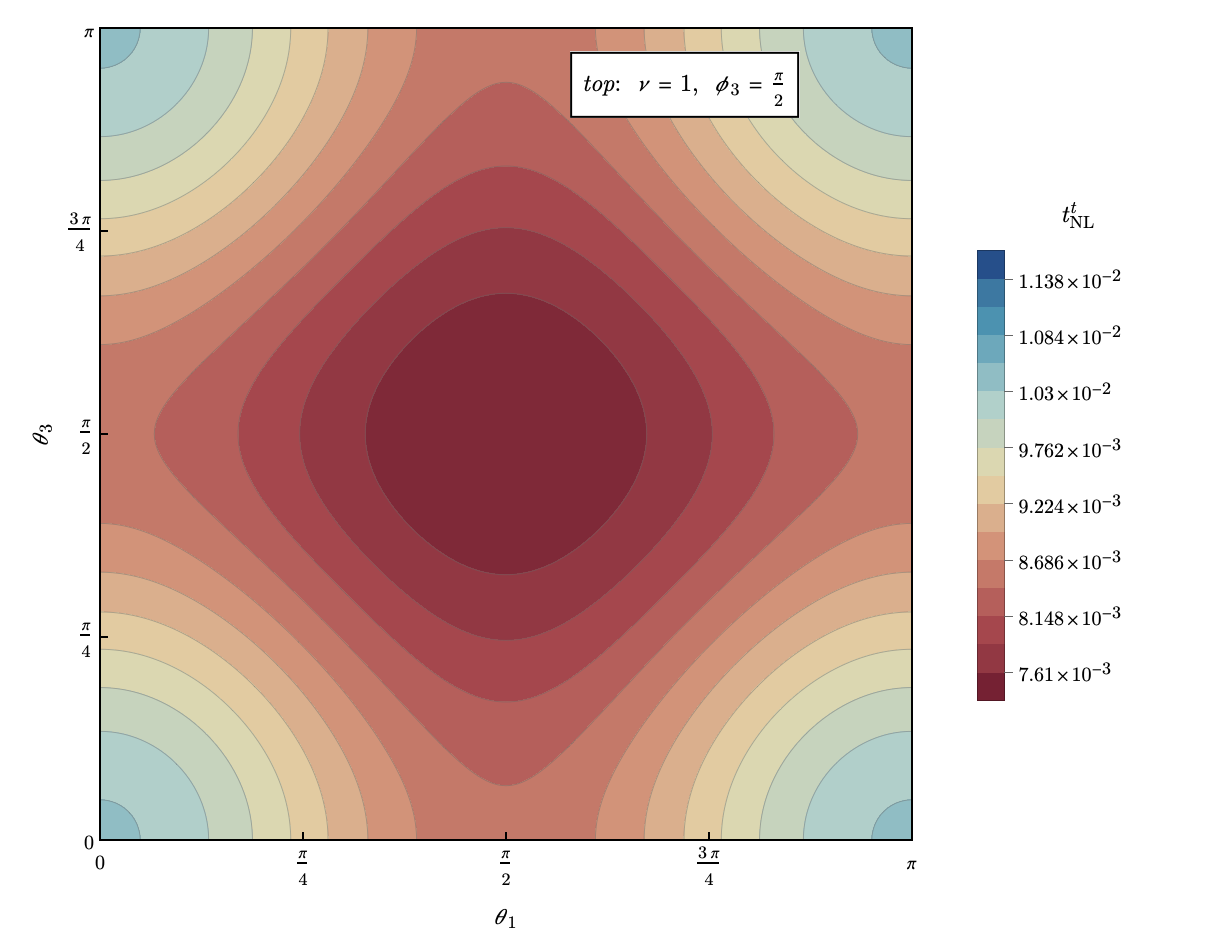 π
top: ν = 1, ϕ₃ = π/2
3π/4
t^t_NL
1.138×10⁻²
1.084×10⁻²
1.03×10⁻²
θ₃
π/2
9.762×10⁻³
9.224×10⁻³
8.686×10⁻³
8.148×10⁻³
π/4
7.61×10⁻³
0
0 π/4 π/2 3π/4 π
θ₁